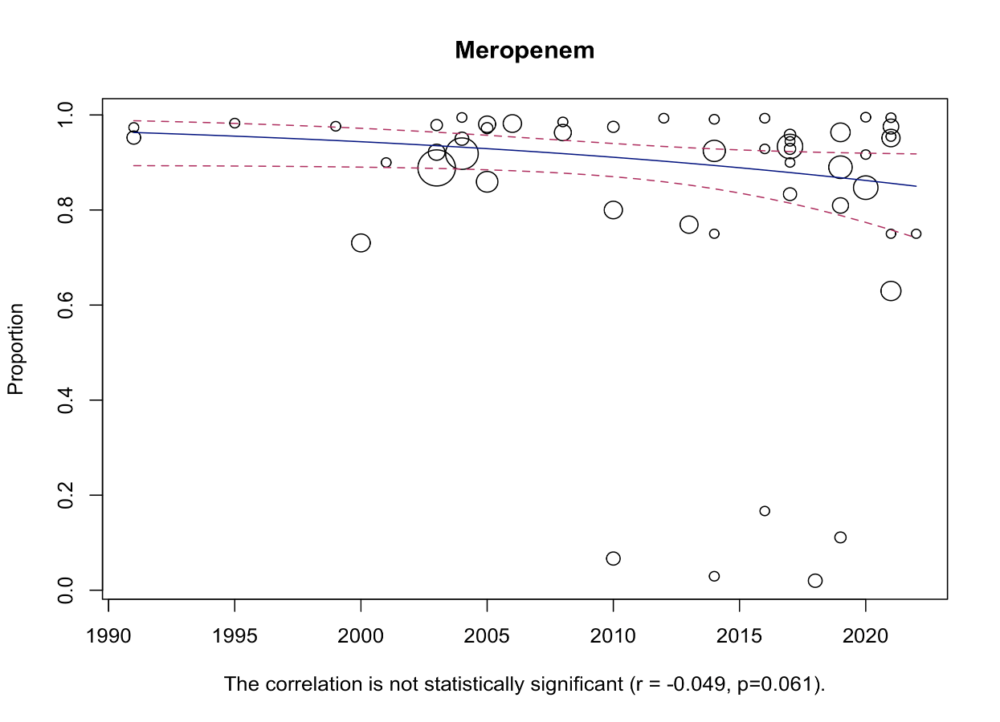 Meropenem
1.0
0.8
0.6
0.4
0.2
0.0
Proportion
1990 1995 2000 2005 2010 2015 2020
The correlation is not statistically significant (r = -0.049, p=0.061).